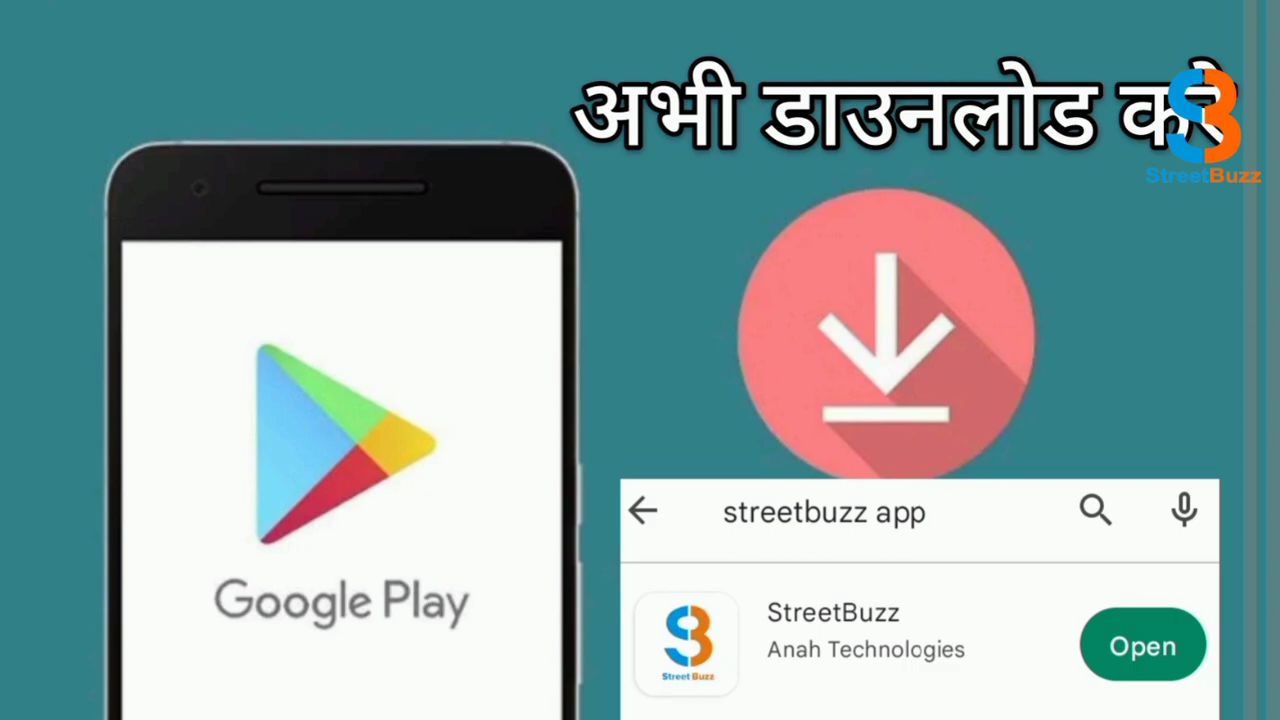 अभी डाउनलोड करे
StreetBuzz
Google Play
streetbuzz app
StreetBuzz
Anah Technologies
Open
Street Buzz